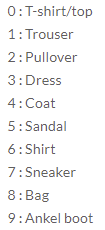 0 : T-shirt/top
1 : Trouser
2 : Pullover
3 : Dress
4 : Coat
5 : Sandal
6 : Shirt
7 : Sneaker
8 : Bag
9 : Ankel boot